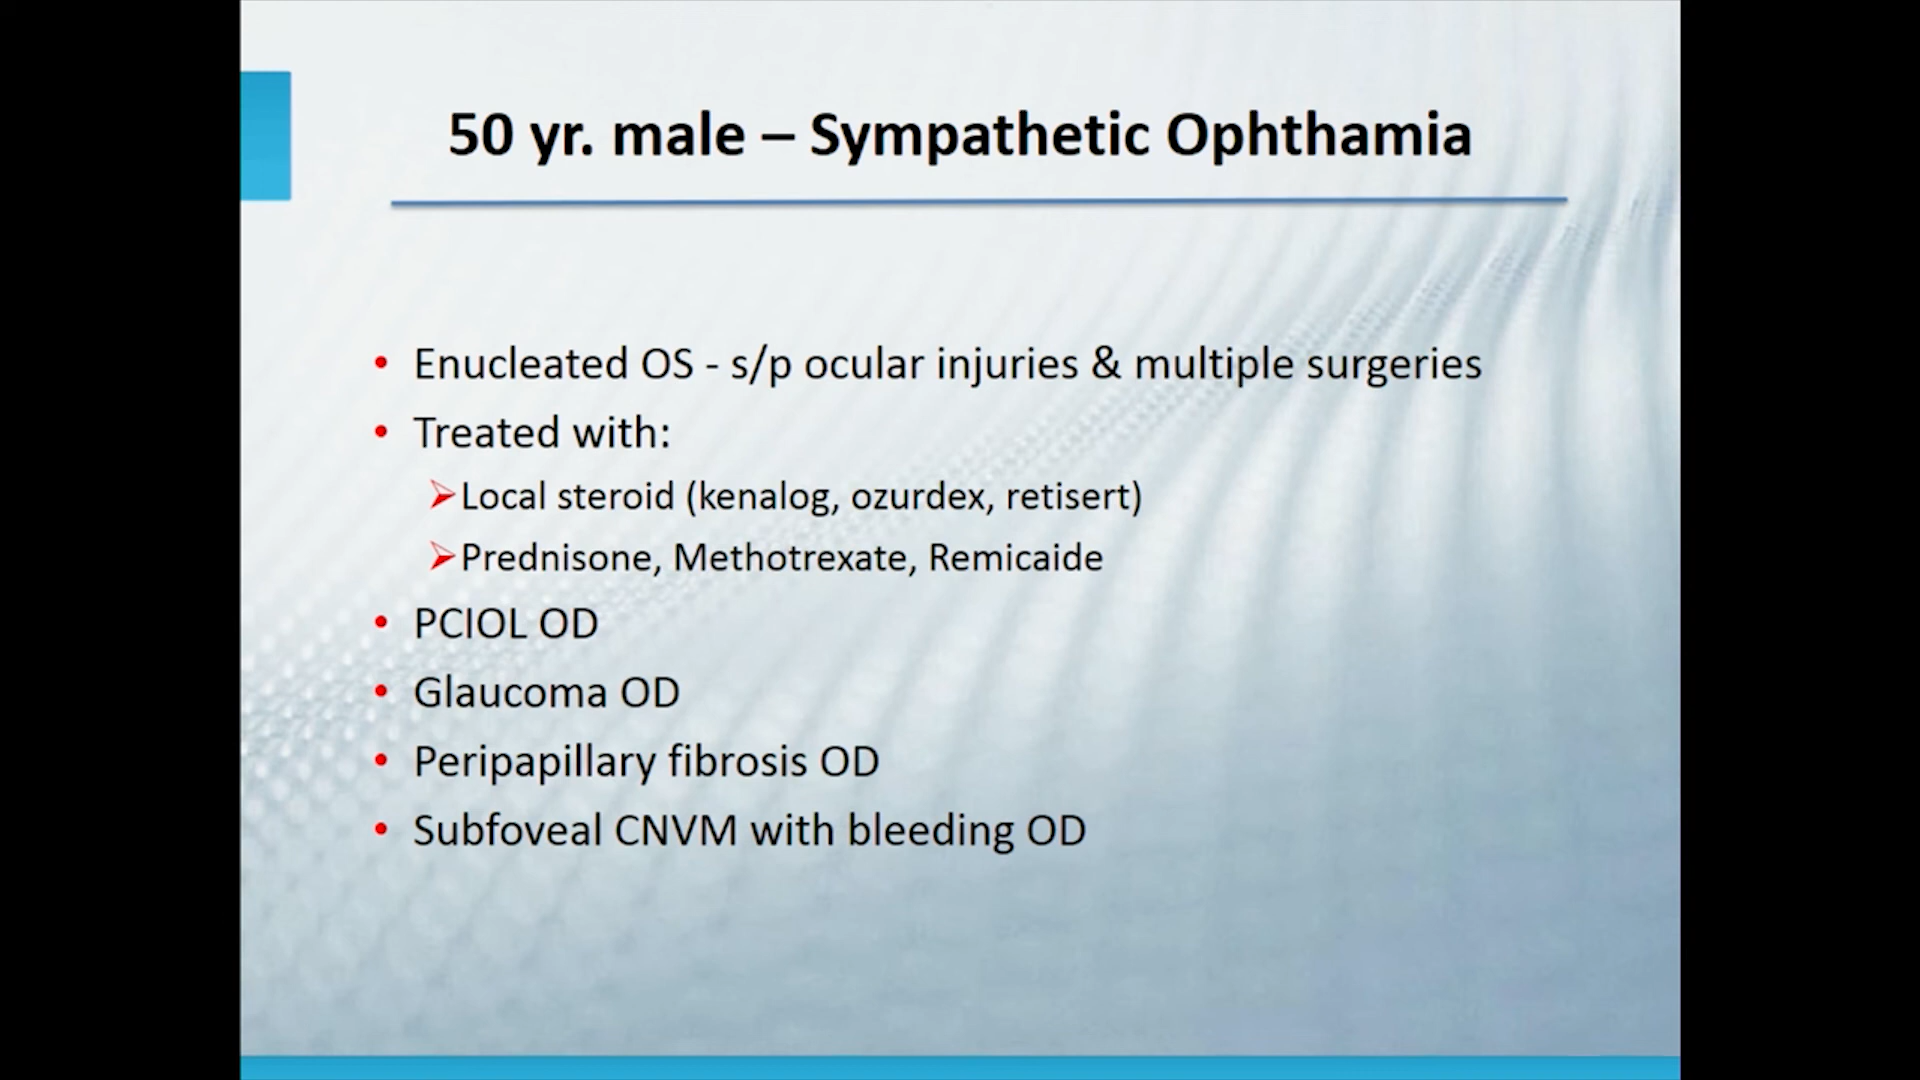 50 yr. male – Sympathetic Ophthamia
• Enucleated OS - s/p ocular injuries & multiple surgeries
• Treated with:
➢Local steroid (kenalog, ozurdex, retisert)
➢Prednisone, Methotrexate, Remicaide
• PCIOL OD
• Glaucoma OD
• Peripapillary fibrosis OD
• Subfoveal CNVM with bleeding OD